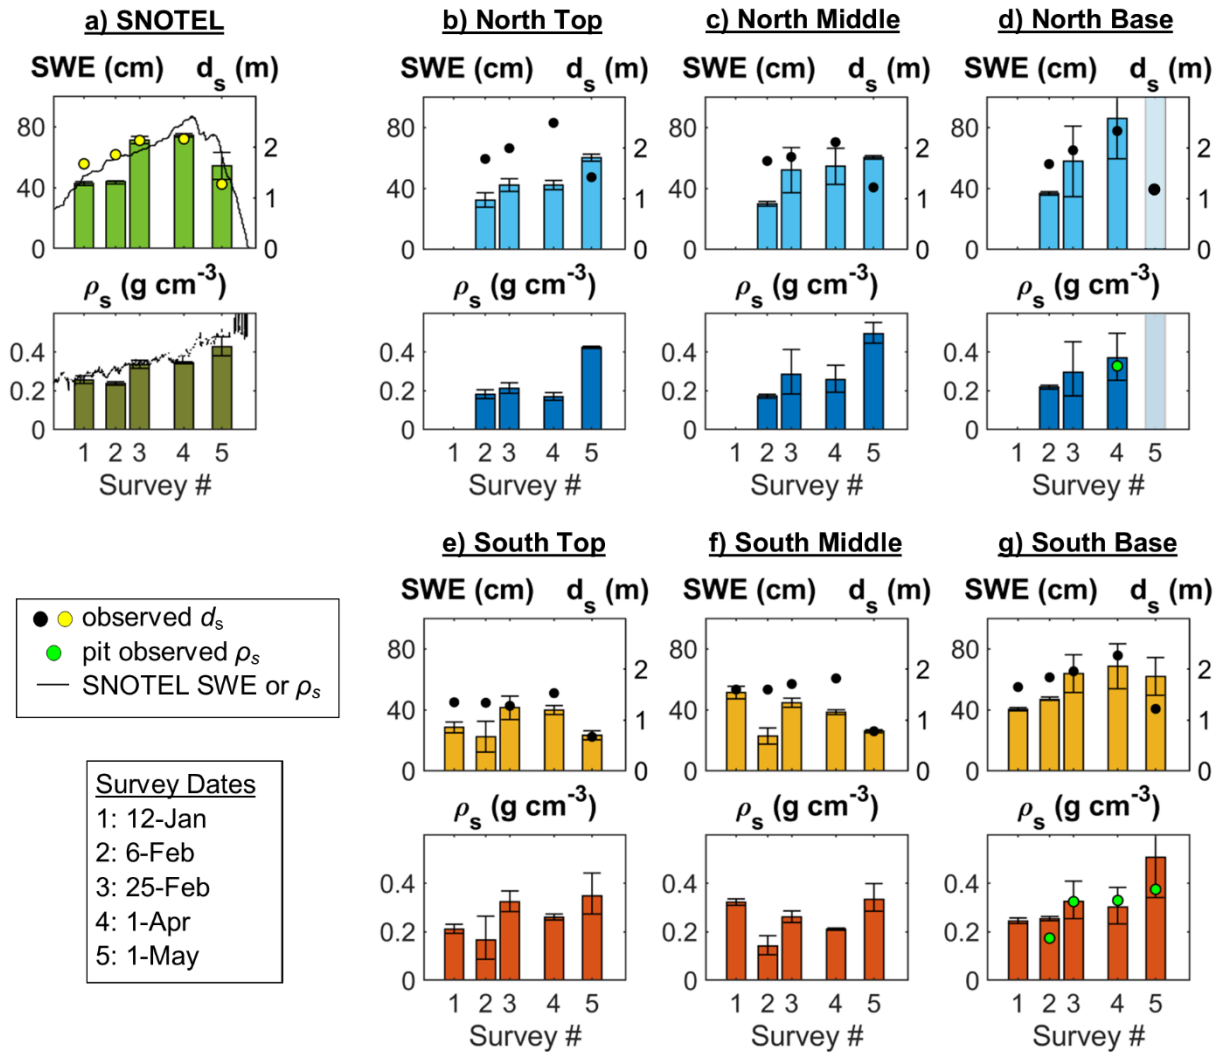 a) SNOTEL
b) North Top
c) North Middle
d) North Base
SWE (cm) d_s (m)
SWE (cm) d_s (m)
SWE (cm) d_s (m)
80
40
0
2
1
0
80
40
0
2
1
0
80
40
0
2
1
0
80
40
0
2
1
0
ρ_s (g cm^-3)
ρ_s (g cm^-3)
ρ_s (g cm^-3)
ρ_s (g cm^-3)
0.4
0.2
0
0.4
0.2
0
0.4
0.2
0
0.4
0.2
0
1 2 3 4 5
1 2 3 4 5
1 2 3 4 5
1 2 3 4 5
Survey #
Survey #
Survey #
Survey #
e) South Top
f) South Middle
g) South Base
SWE (cm) d_s (m)
SWE (cm) d_s (m)
SWE (cm) d_s (m)
80
40
0
2
1
0
80
40
0
2
1
0
80
40
0
2
1
0
ρ_s (g cm^-3)
ρ_s (g cm^-3)
ρ_s (g cm^-3)
0.4
0.2
0
0.4
0.2
0
0.4
0.2
0
1 2 3 4 5
1 2 3 4 5
1 2 3 4 5
Survey #
Survey #
Survey #
observed d_s
pit observed ρ_s
SNOTEL SWE or ρ_s
Survey Dates
1: 12-Jan
2: 6-Feb
3: 25-Feb
4: 1-Apr
5: 1-May